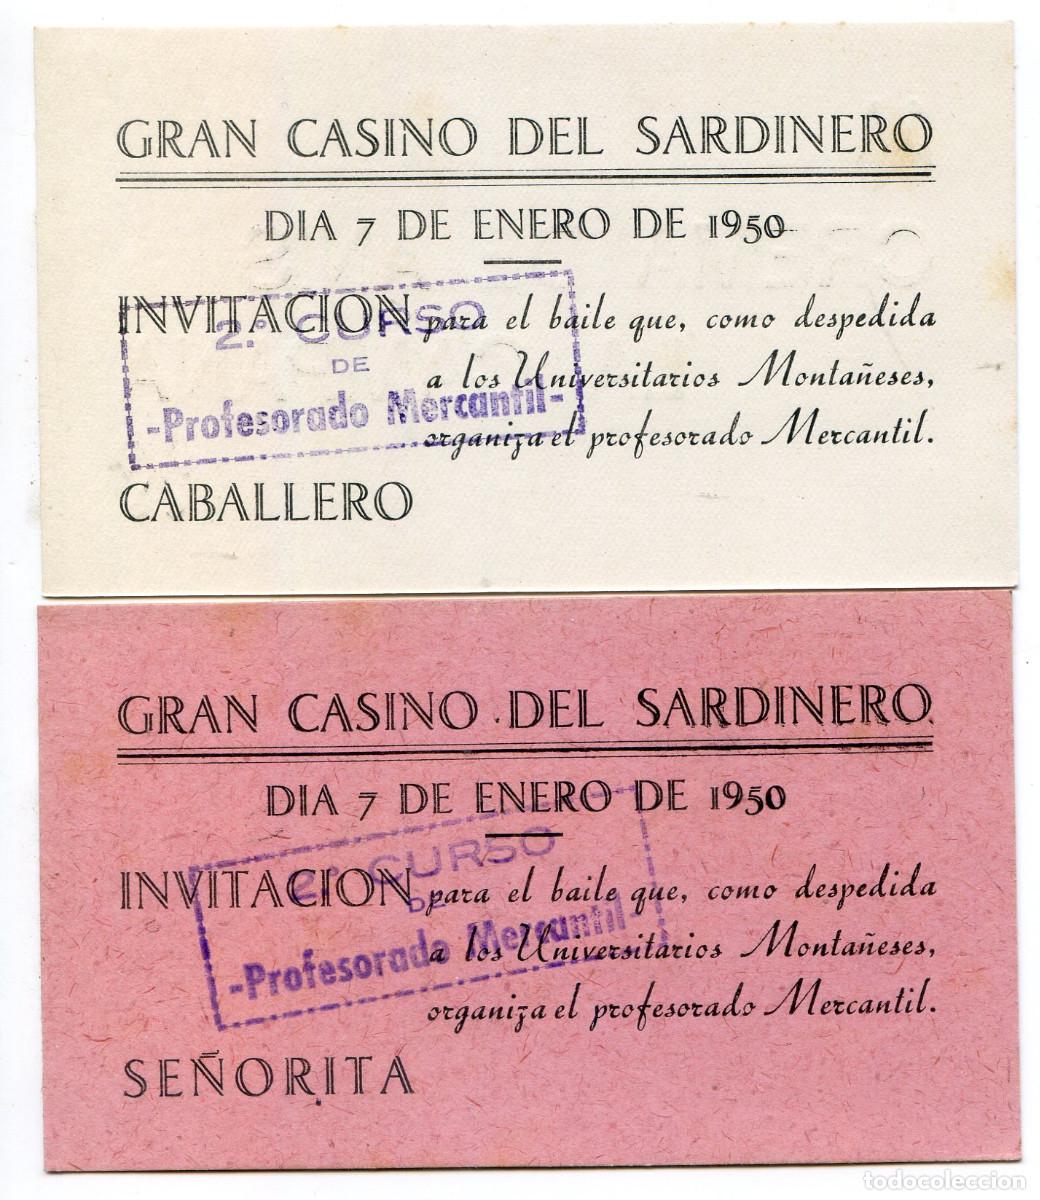 GRAN CASINO DEL SARDINERO
DIA 7 DE ENERO DE 1950
INVITACION para el baile que, como despedida
a los Universitarios Montañeses,
organiza el profesorado Mercantil.
2.º CURSO
DE
-Profesorado Mercantil-
CABALLERO
GRAN CASINO DEL SARDINERO
DIA 7 DE ENERO DE 1950
INVITACION para el baile que, como despedida
a los Universitarios Montañeses,
organiza el profesorado Mercantil.
2.º CURSO
DE
-Profesorado Mercantil-
SEÑORITA
todocoleccion